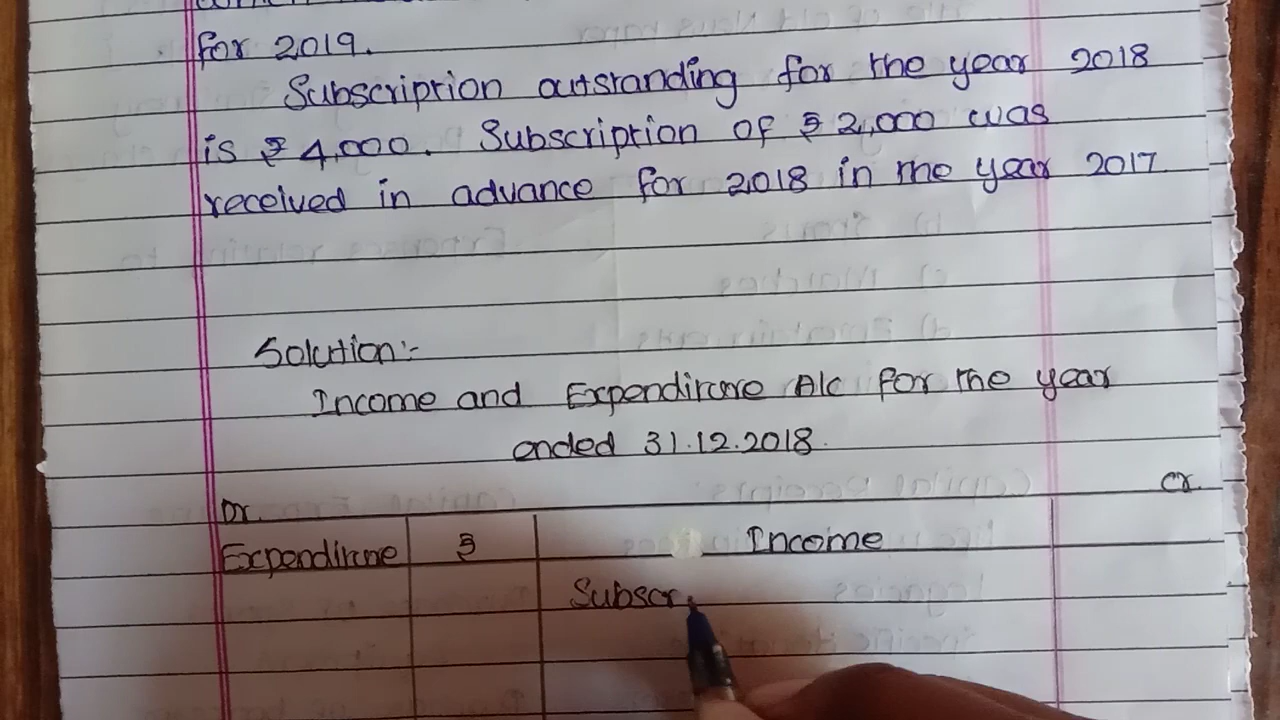 for 2019.
Subscription outstanding for the year 2018
is ₹ 4,000. Subscription of ₹ 2,000 was
received in advance for 2018 in the year 2017
Solution:-
Income and Expenditure A/c for the year
ended 31.12.2018.
Dr. Cr.
Expenditure ₹ Income
Subscr